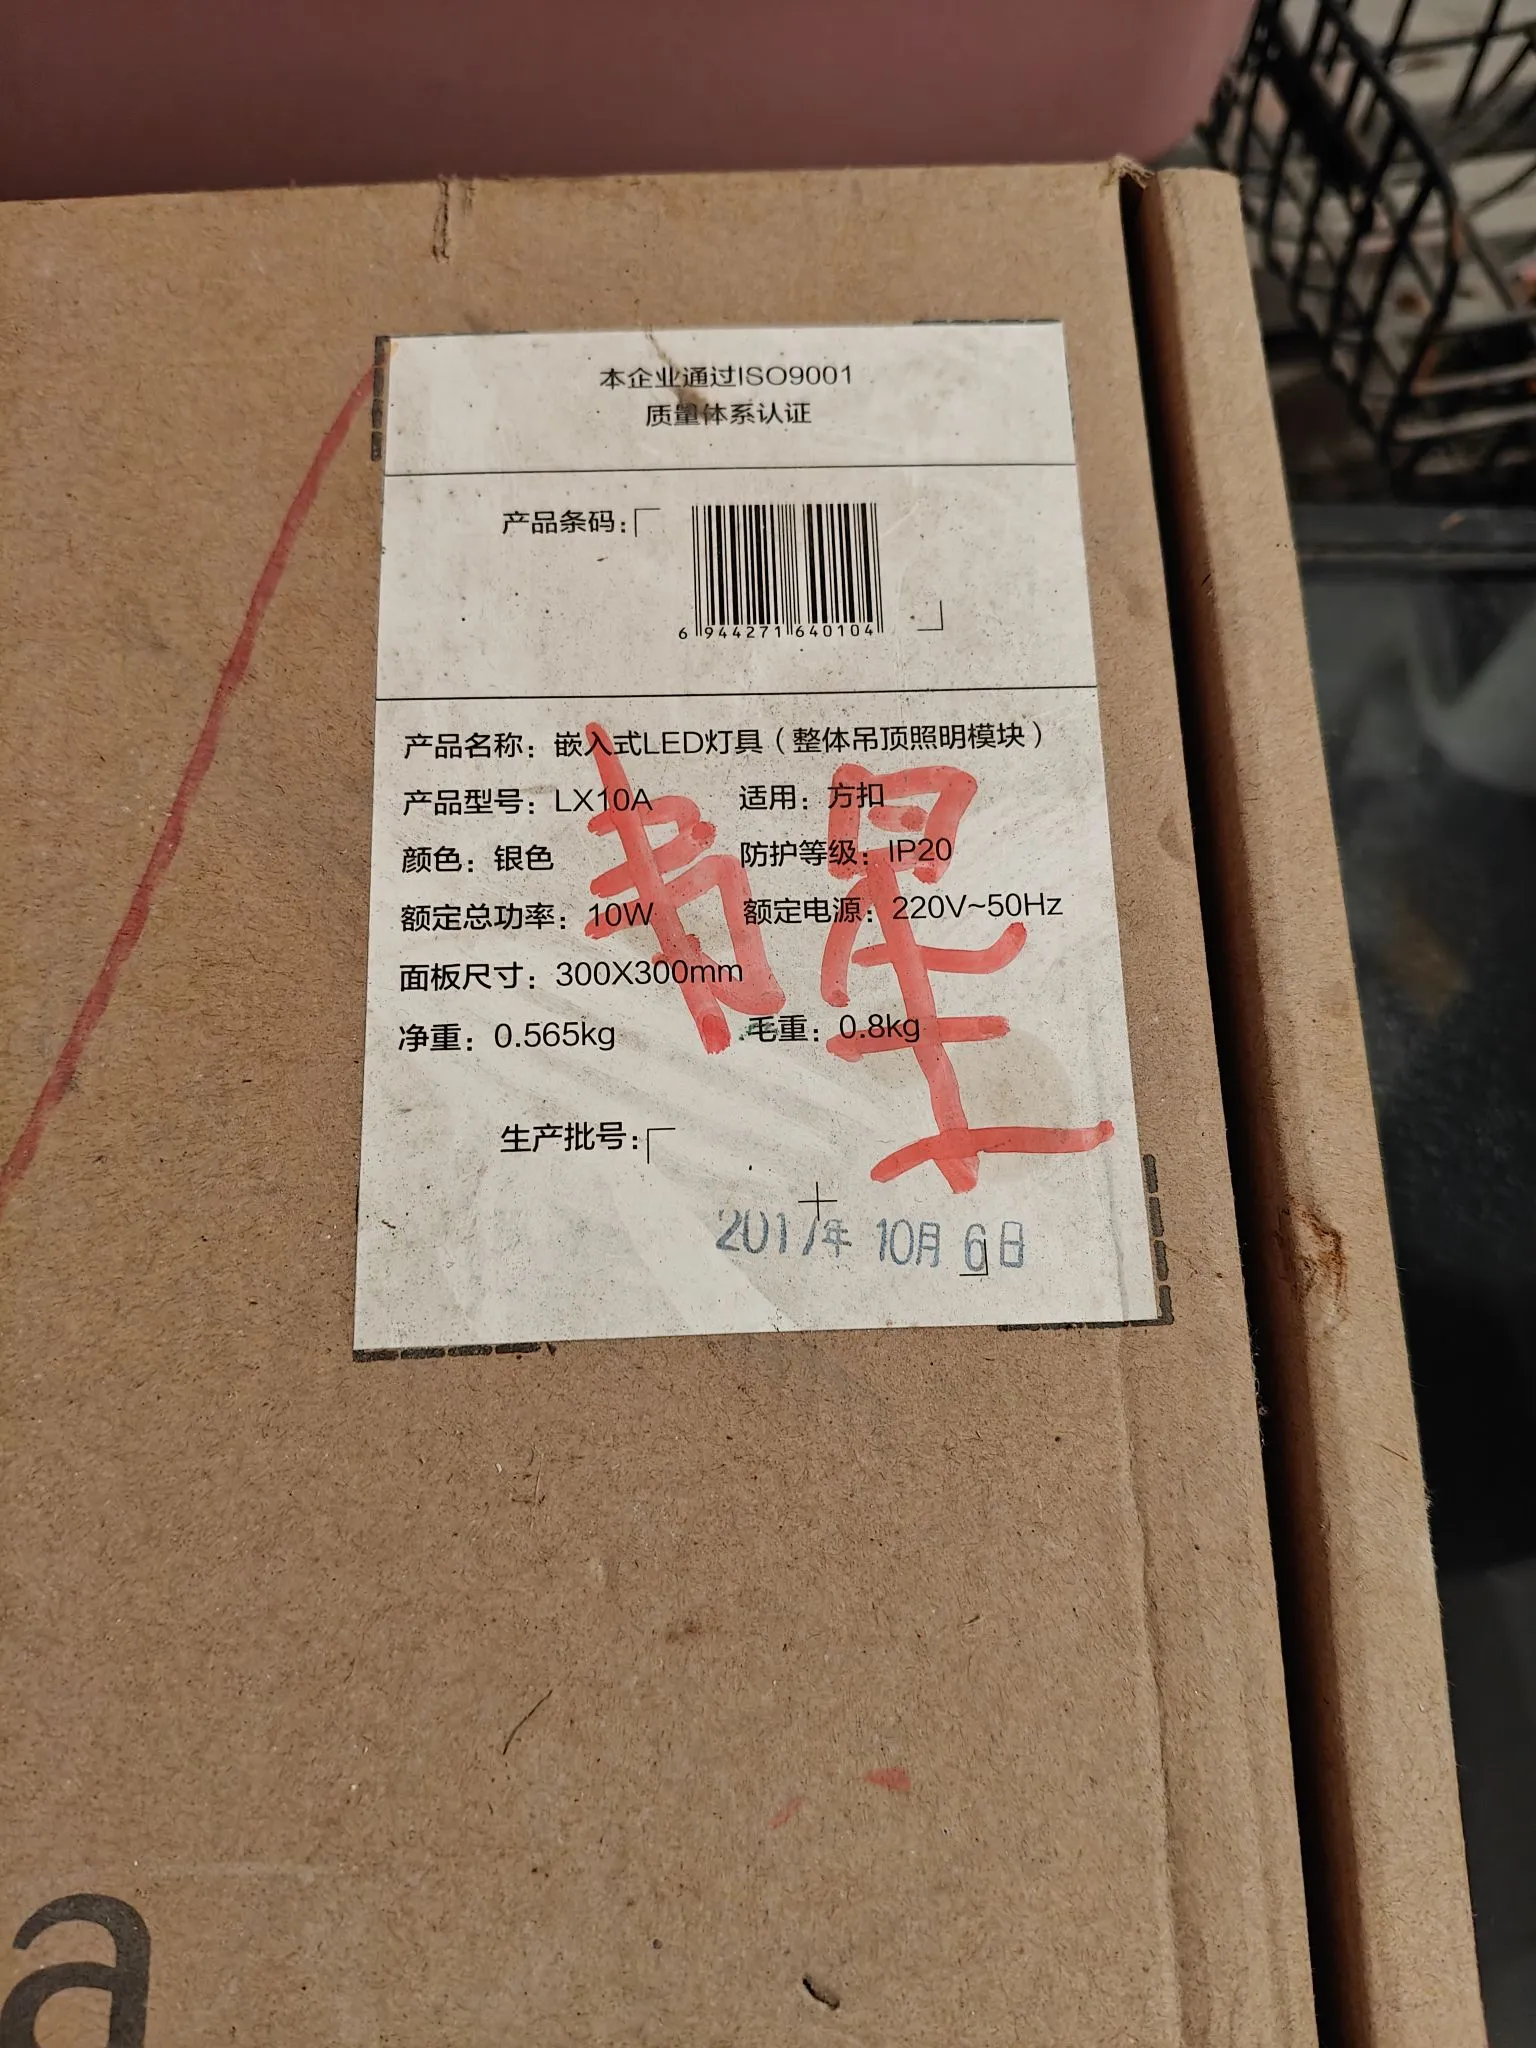 本企业通过ISO9001
质量体系认证
产品条码:
6 944271 640104
产品名称: 嵌入式LED灯具(整体吊顶照明模块)
产品型号: LX10A 适用: 方扣
颜色: 银色 防护等级: IP20
额定总功率: 10W 额定电源: 220V~50Hz
面板尺寸: 300X300mm
净重: 0.565kg 毛重: 0.8kg
生产批号:
2017年 10月 6日
a